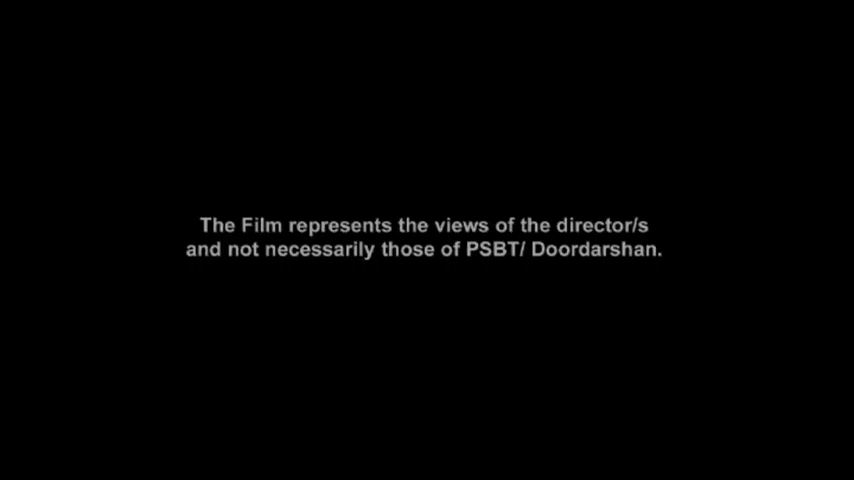 The Film represents the views of the director/s
and not necessarily those of PSBT/ Doordarshan.